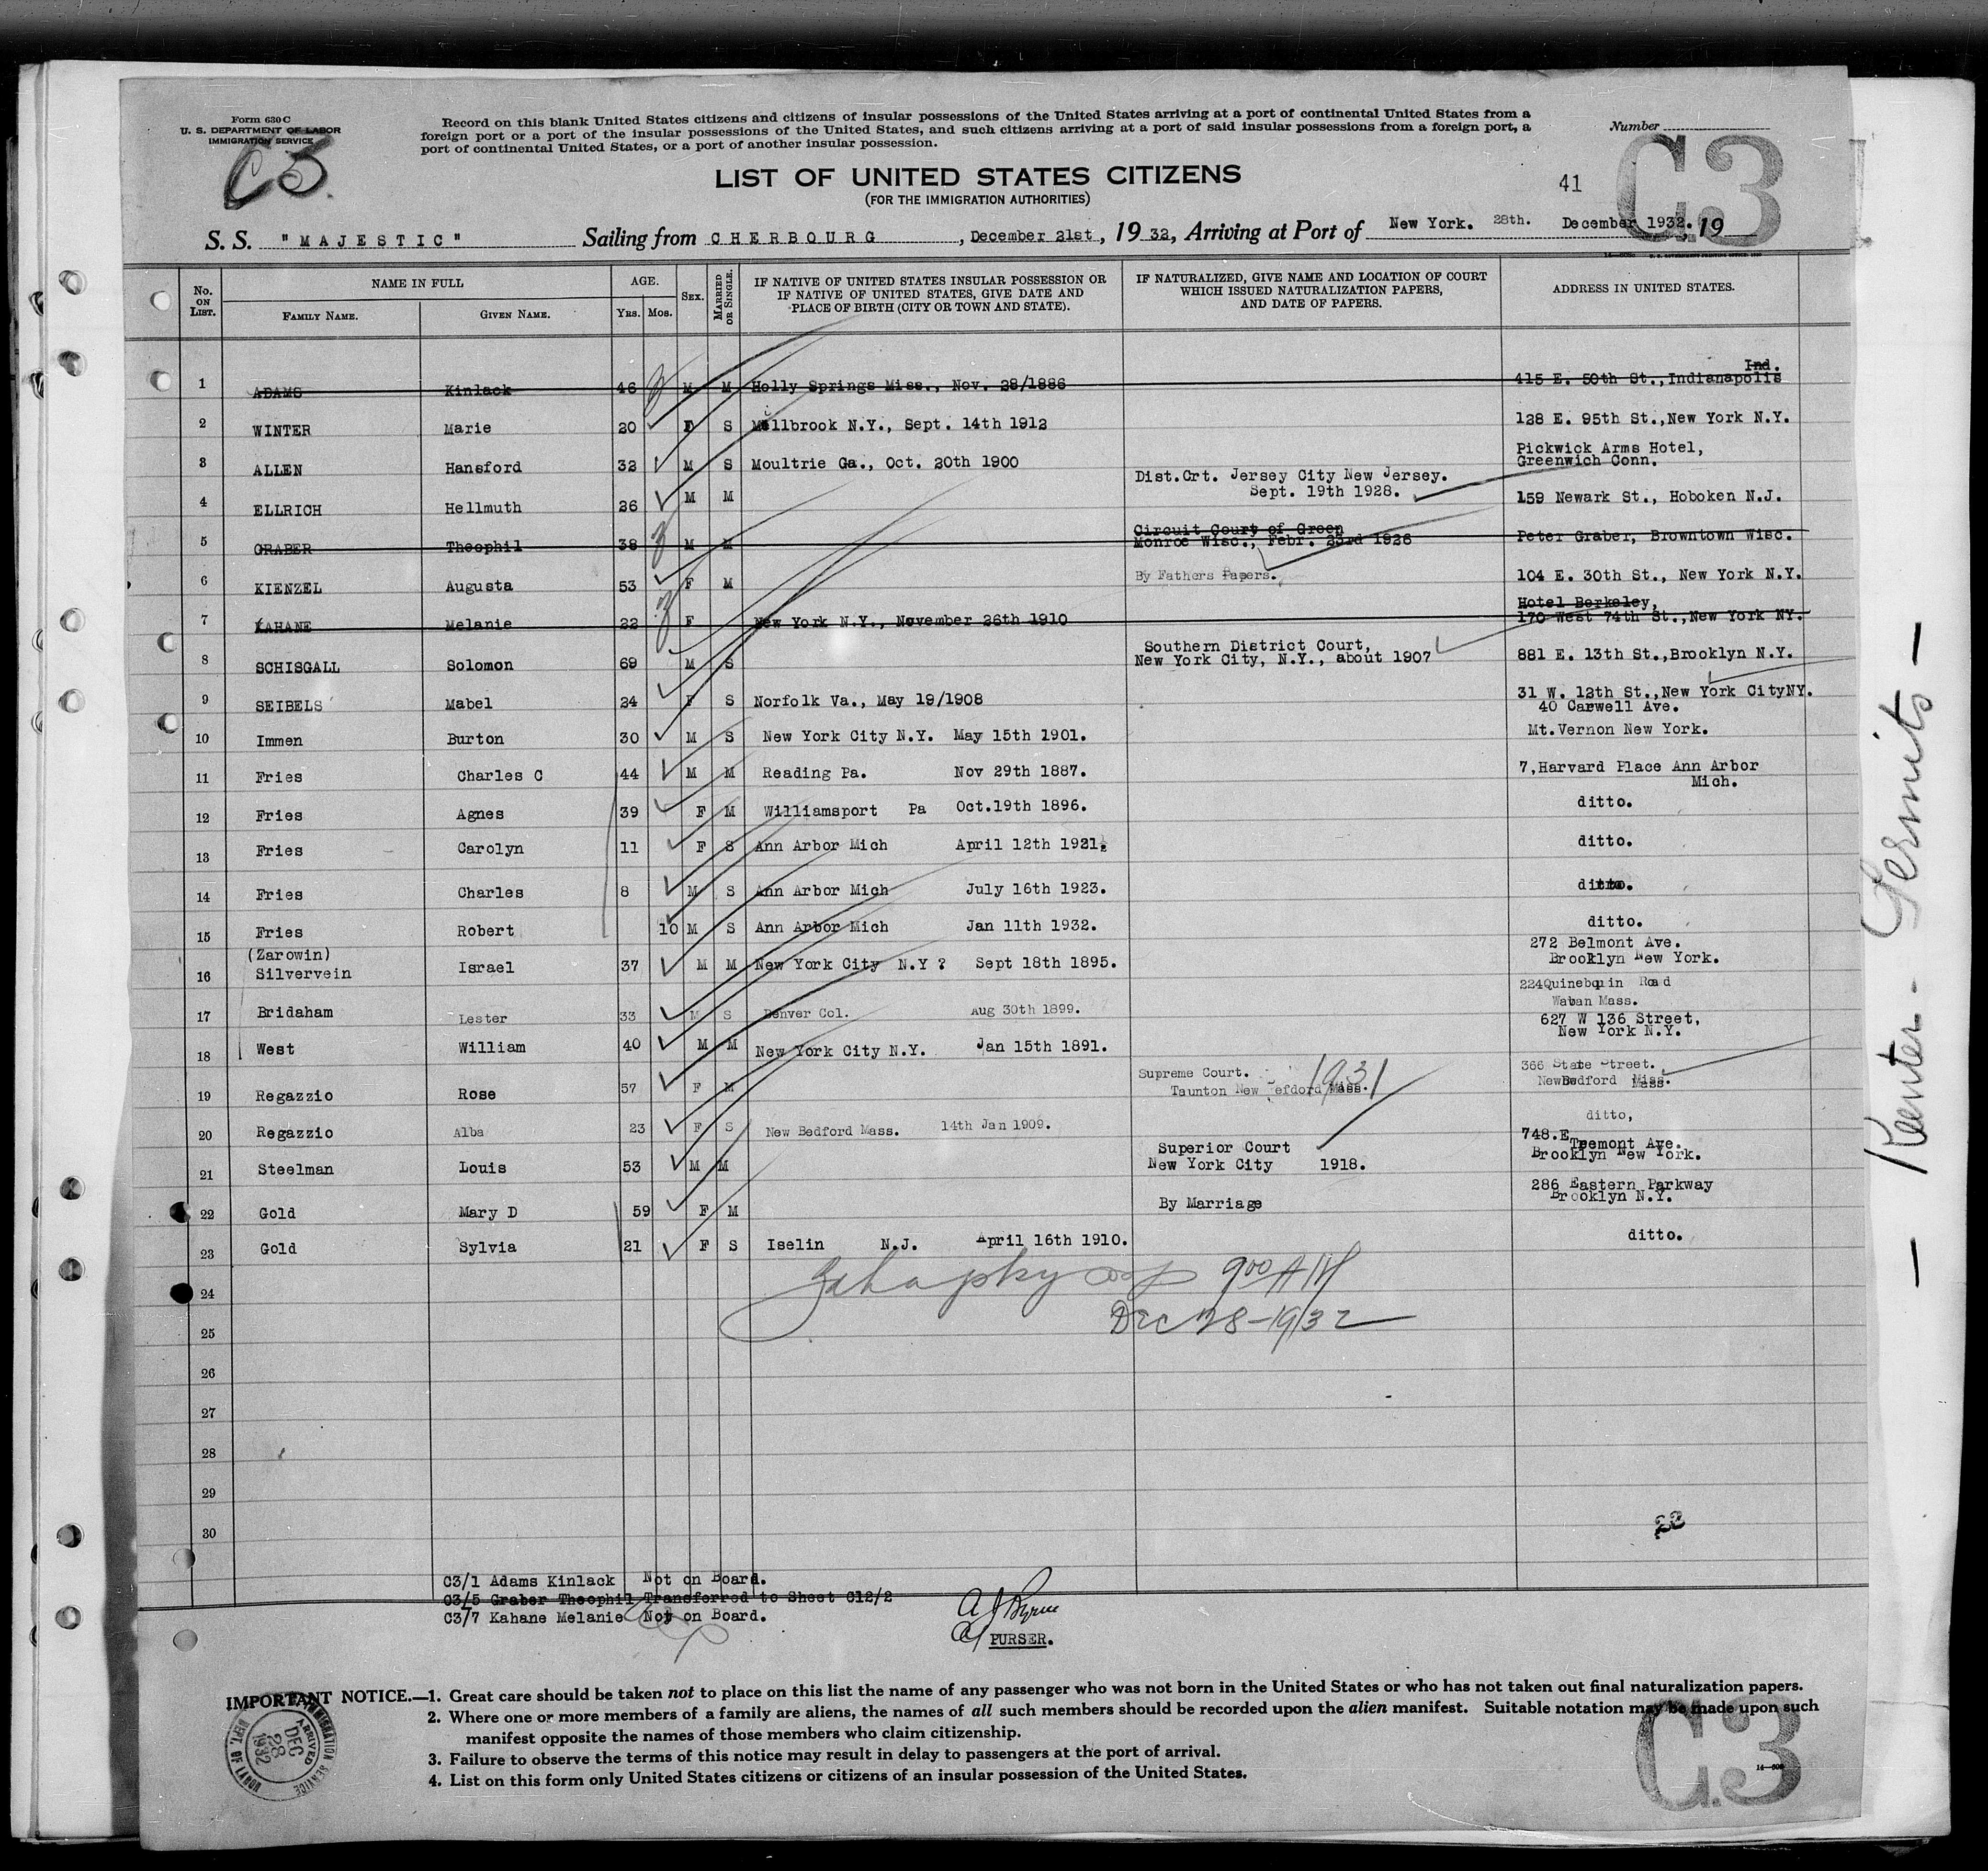 Form 630 C
U. S. DEPARTMENT OF LABOR
IMMIGRATION SERVICE
C3
Record on this blank United States citizens and citizens of insular possessions of the United States arriving at a port of continental United States from a
foreign port or a port of the insular possessions of the United States, and such citizens arriving at a port of said insular possessions from a foreign port, a
port of continental United States, or a port of another insular possession.
Number
C3
LIST OF UNITED STATES CITIZENS
(FOR THE IMMIGRATION AUTHORITIES)
41
S. S. "MAJESTIC" Sailing from CHERBOURG, December 21st, 19 32, Arriving at Port of New York. 28th. December 1932. 19
No. ON LIST.
NAME IN FULL
FAMILY NAME.
GIVEN NAME.
AGE.
YRS. MOS.
SEX.
MARRIED OR SINGLE.
IF NATIVE OF UNITED STATES INSULAR POSSESSION OR
IF NATIVE OF UNITED STATES, GIVE DATE AND
PLACE OF BIRTH (CITY OR TOWN AND STATE).
IF NATURALIZED, GIVE NAME AND LOCATION OF COURT
WHICH ISSUED NATURALIZATION PAPERS,
AND DATE OF PAPERS.
ADDRESS IN UNITED STATES.
Ind.
1 ADAMS Kinlack 46 M M Holly Springs Miss., Nov. 28/1886 415 E. 50th St., Indianapolis
2 WINTER Marie 20 F S Millbrook N.Y., Sept. 14th 1912 128 E. 95th St., New York N.Y.
3 ALLEN Hansford 32 M S Moultrie Ga., Oct. 20th 1900 Pickwick Arms Hotel,
Greenwich Conn.
4 ELLRICH Hellmuth 26 M M Dist.Crt. Jersey City New Jersey.
Sept. 19th 1928. 159 Newark St., Hoboken N.J.
5 GRABER Theophil 38 M M Circuit Court of Green
Monroe Wisc., Febr. 23rd 1926 Peter Graber, Browntown Wisc.
6 KIENZEL Augusta 53 F M By Fathers Papers. 104 E. 30th St., New York N.Y.
7 KAHANE Melanie 22 F New York N.Y., November 26th 1910 Hotel Berkeley,
170 West 74th St., New York NY.
8 SCHISGALL Solomon 69 M S Southern District Court,
New York City, N.Y., about 1907 881 E. 13th St., Brooklyn N.Y.
9 SEIBELS Mabel 24 F S Norfolk Va., May 19/1908 31 W. 12th St., New York City NY.
10 Immen Burton 30 M S New York City N.Y. May 15th 1901. 40 Carwell Ave.
Mt.Vernon New York.
11 Fries Charles C 44 M M Reading Pa. Nov 29th 1887. 7, Harvard Place Ann Arbor
Mich.
12 Fries Agnes 39 F M Williamsport Pa Oct.19th 1896. ditto.
13 Fries Carolyn 11 F S Ann Arbor Mich April 12th 1921. ditto.
14 Fries Charles 8 M S Ann Arbor Mich July 16th 1923. ditto.
15 Fries Robert 10 M S Ann Arbor Mich Jan 11th 1932. ditto.
16 (Zarowin)
Silvervein Israel 37 M M New York City N.Y ? Sept 18th 1895. 272 Belmont Ave.
Brooklyn New York.
17 Bridaham Lester 33 M S Denver Col. Aug 30th 1899. 224 Quinebquin Road
Waban Mass.
18 West William 40 M M New York City N.Y. Jan 15th 1891. 627 W 136 Street,
New York N.Y.
19 Regazzio Rose 57 F M Supreme Court. 1931
Taunton New efdord Mass. 366 State Street.
New Bedford Mass.
20 Regazzio Alba 23 F S New Bedford Mass. 14th Jan 1909. ditto,
21 Steelman Louis 53 M M Superior Court
New York City 1918. 748.E Tremont Ave.
Brooklyn New York.
22 Gold Mary D 59 F M By Marriage 286 Eastern Parkway
Brooklyn N.Y.
23 Gold Sylvia 21 F S Iselin N.J. April 16th 1910. ditto.
24 900 AM
25 DEC 28-1932
26
27
28
29
30
C3/1 Adams Kinlack Not on Board.
C3/5 Graber Theophil Transferred to Sheet C12/2
C3/7 Kahane Melanie Not on Board.
PURSER.
IMPORTANT NOTICE.—1. Great care should be taken not to place on this list the name of any passenger who was not born in the United States or who has not taken out final naturalization papers.
2. Where one or more members of a family are aliens, the names of all such members should be recorded upon the alien manifest. Suitable notation may be made upon such
manifest opposite the names of those members who claim citizenship.
3. Failure to observe the terms of this notice may result in delay to passengers at the port of arrival.
4. List on this form only United States citizens or citizens of an insular possession of the United States.
IMMIGRATION SERVICE
ARRIVED
DEC
28
1932
DEPT. OF LABOR
C3